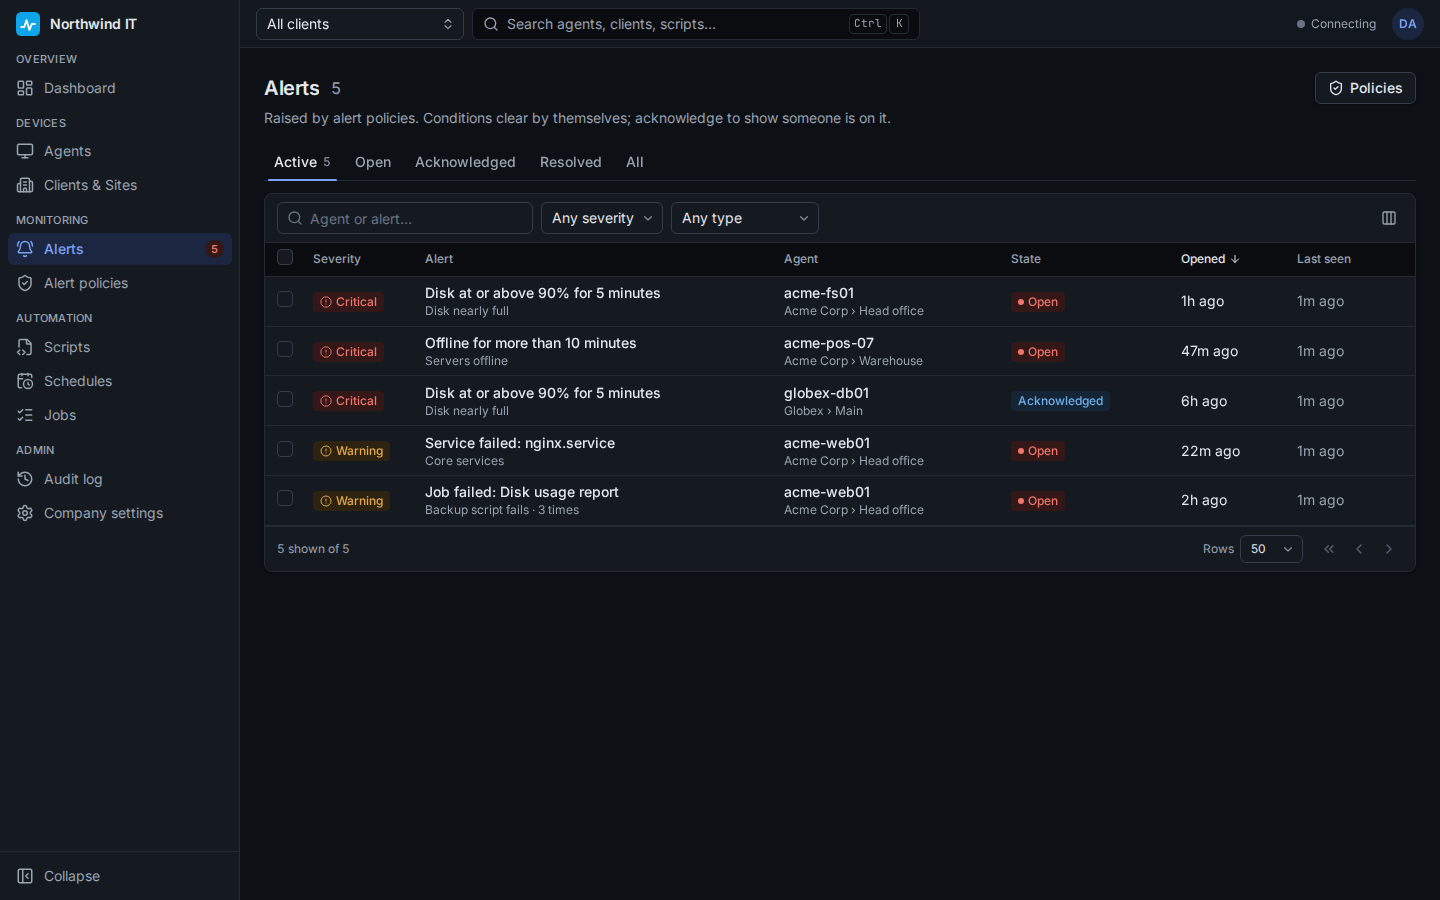 Northwind IT
All clients
Search agents, clients, scripts...
Ctrl K
Connecting
DA
OVERVIEW
Dashboard
DEVICES
Agents
Clients & Sites
MONITORING
Alerts 5
Alert policies
AUTOMATION
Scripts
Schedules
Jobs
ADMIN
Audit log
Company settings
Collapse
Alerts 5
Policies
Raised by alert policies. Conditions clear by themselves; acknowledge to show someone is on it.
Active 5 Open Acknowledged Resolved All
Agent or alert...
Any severity
Any type
Severity Alert Agent State Opened Last seen
Critical Disk at or above 90% for 5 minutes acme-fs01 Open 1h ago 1m ago
Disk nearly full Acme Corp › Head office
Critical Offline for more than 10 minutes acme-pos-07 Open 47m ago 1m ago
Servers offline Acme Corp › Warehouse
Critical Disk at or above 90% for 5 minutes globex-db01 Acknowledged 6h ago 1m ago
Disk nearly full Globex › Main
Warning Service failed: nginx.service acme-web01 Open 22m ago 1m ago
Core services Acme Corp › Head office
Warning Job failed: Disk usage report acme-web01 Open 2h ago 1m ago
Backup script fails · 3 times Acme Corp › Head office
5 shown of 5
Rows 50